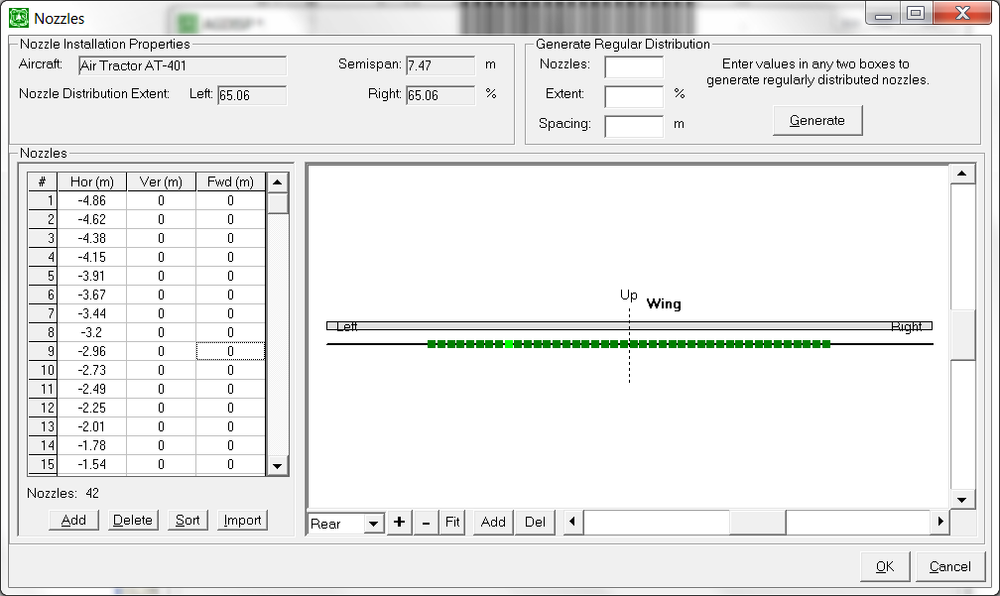 Nozzles
Nozzle Installation Properties
Aircraft: Air Tractor AT-401 Semispan: 7.47 m
Nozzle Distribution Extent: Left: 65.06 Right: 65.06 %
Generate Regular Distribution
Nozzles:
Extent: %
Spacing: m
Enter values in any two boxes to
generate regularly distributed nozzles.
Generate
Nozzles
# Hor (m) Ver (m) Fwd (m)
1 -4.86 0 0
2 -4.62 0 0
3 -4.38 0 0
4 -4.15 0 0
5 -3.91 0 0
6 -3.67 0 0
7 -3.44 0 0
8 -3.2 0 0
9 -2.96 0 0
10 -2.73 0 0
11 -2.49 0 0
12 -2.25 0 0
13 -2.01 0 0
14 -1.78 0 0
15 -1.54 0 0
Nozzles: 42
Add Delete Sort Import
Up
Wing
Left Right
Rear + - Fit Add Del
OK Cancel